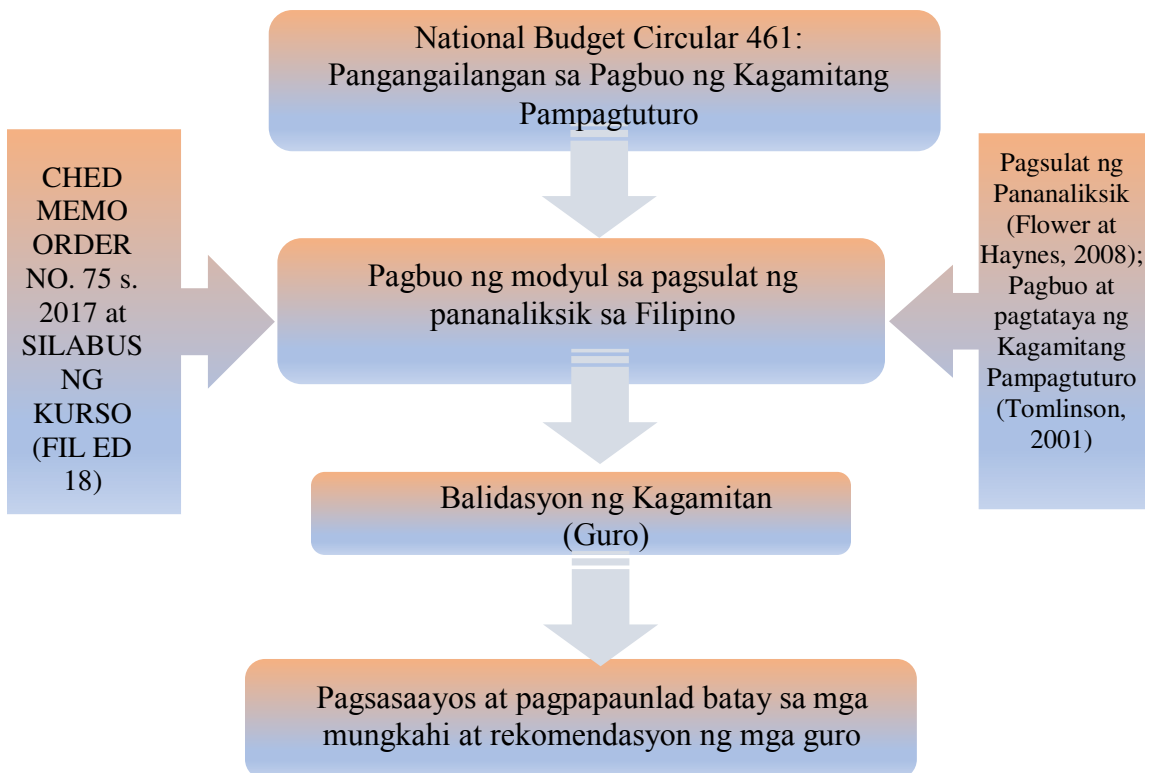 National Budget Circular 461:
Pangangailangan sa Pagbuo ng Kagamitang
Pampagtuturo
CHED
MEMO
ORDER
NO. 75 s.
2017 at
SILABUS
NG
KURSO
(FIL ED
18)
Pagbuo ng modyul sa pagsulat ng
pananaliksik sa Filipino
Pagsulat ng
Pananaliksik
(Flower at
Haynes, 2008);
Pagbuo at
pagtataya ng
Kagamitang
Pampagtuturo
(Tomlinson,
2001)
Balidasyon ng Kagamitan
(Guro)
Pagsasaayos at pagpapaunlad batay sa mga
mungkahi at rekomendasyon ng mga guro